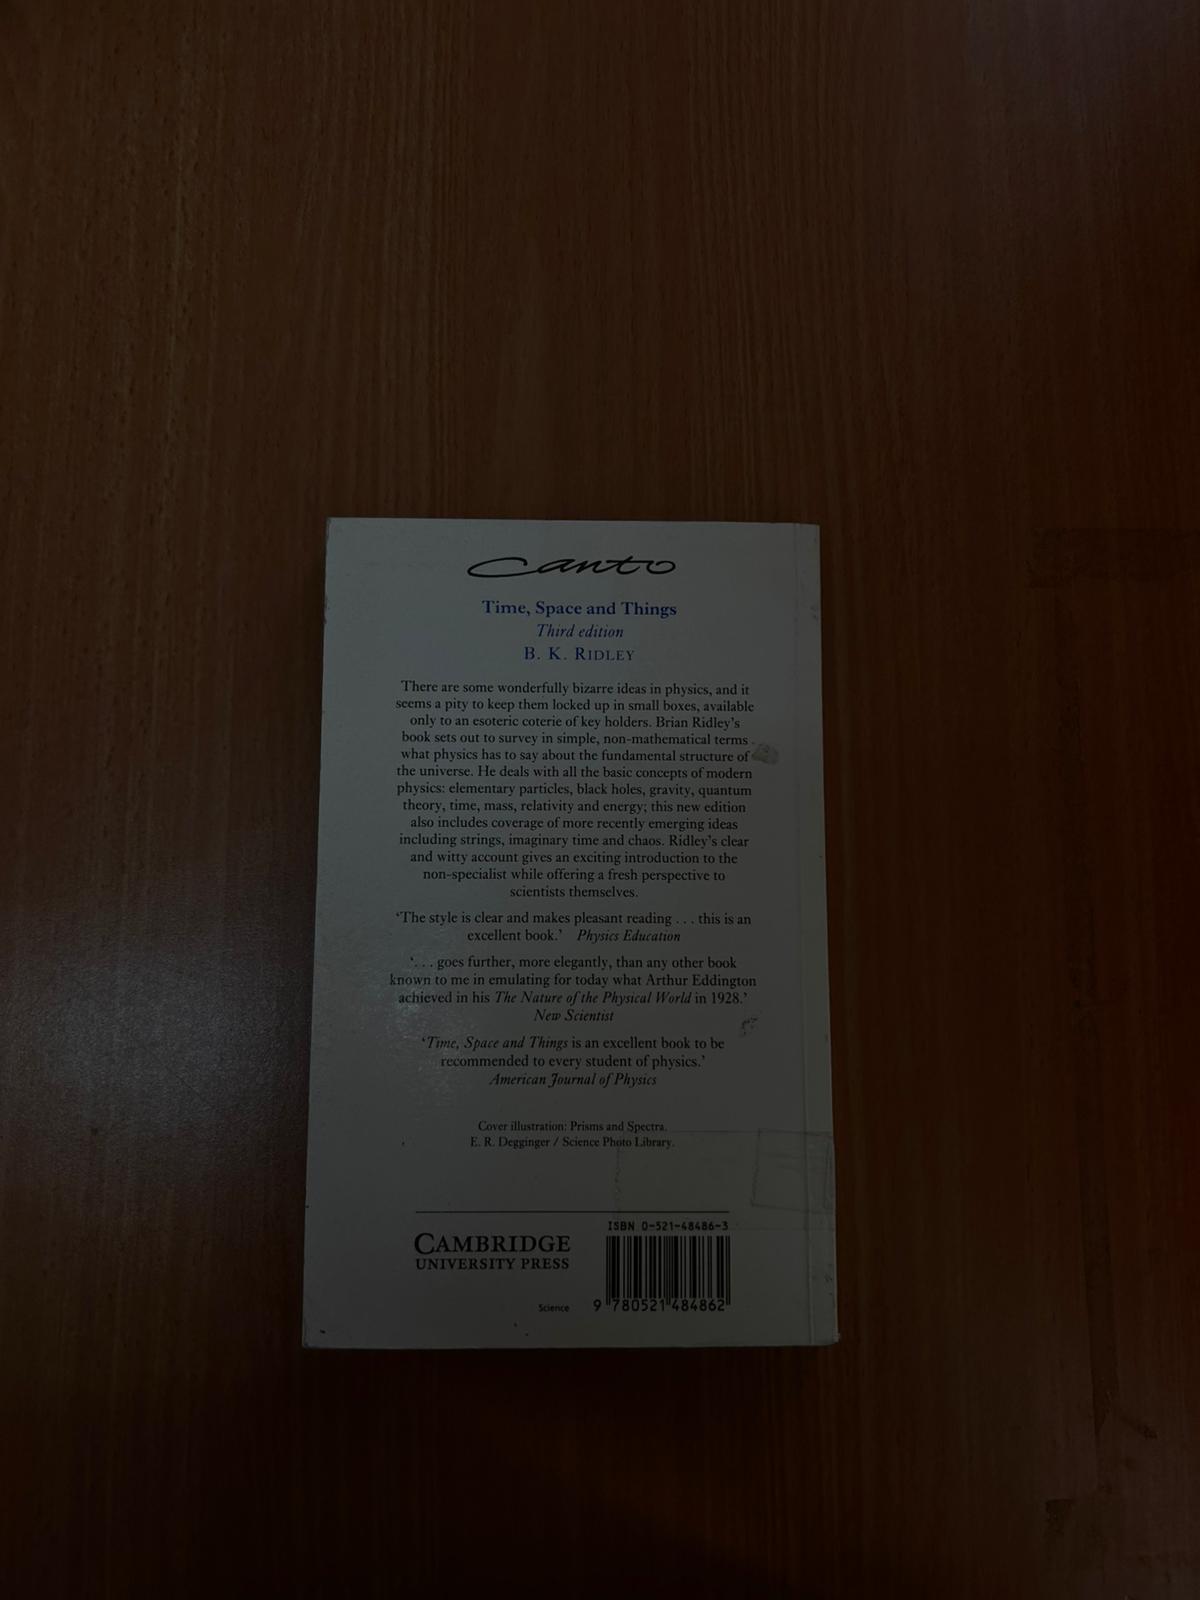 canto
Time, Space and Things
Third edition
B. K. RIDLEY
There are some wonderfully bizarre ideas in physics, and it
seems a pity to keep them locked up in small boxes, available
only to an esoteric coterie of key holders. Brian Ridley's
book sets out to survey in simple, non-mathematical terms
what physics has to say about the fundamental structure of
the universe. He deals with all the basic concepts of modern
physics: elementary particles, black holes, gravity, quantum
theory, time, mass, relativity and energy; this new edition
also includes coverage of more recently emerging ideas
including strings, imaginary time and chaos. Ridley's clear
and witty account gives an exciting introduction to the
non-specialist while offering a fresh perspective to
scientists themselves.
‘The style is clear and makes pleasant reading . . . this is an
excellent book.’ Physics Education
‘. . . goes further, more elegantly, than any other book
known to me in emulating for today what Arthur Eddington
achieved in his The Nature of the Physical World in 1928.’
New Scientist
‘Time, Space and Things is an excellent book to be
recommended to every student of physics.’
American Journal of Physics
Cover illustration: Prisms and Spectra.
E. R. Degginger / Science Photo Library.
CAMBRIDGE
UNIVERSITY PRESS
Science
ISBN 0-521-48486-3
9 780521 484862